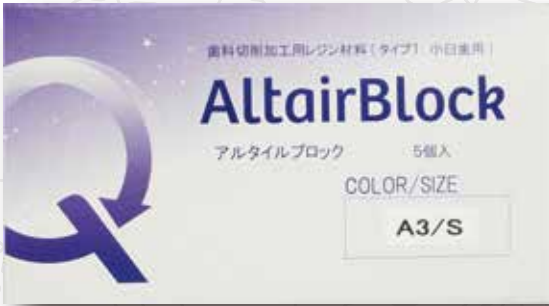 歯科切削加工用レジン材料(タイプ1 小臼歯用)
AltairBlock
アルタイルブロック 5個入
COLOR/SIZE
A3/S